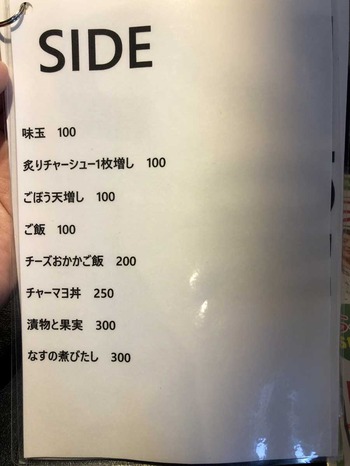 SIDE
味玉 100
炙りチャーシュー1枚増し 100
ごぼう天増し 100
ご飯 100
チーズおかかご飯 200
チャーマヨ丼 250
漬物と果実 300
なすの煮びたし 300